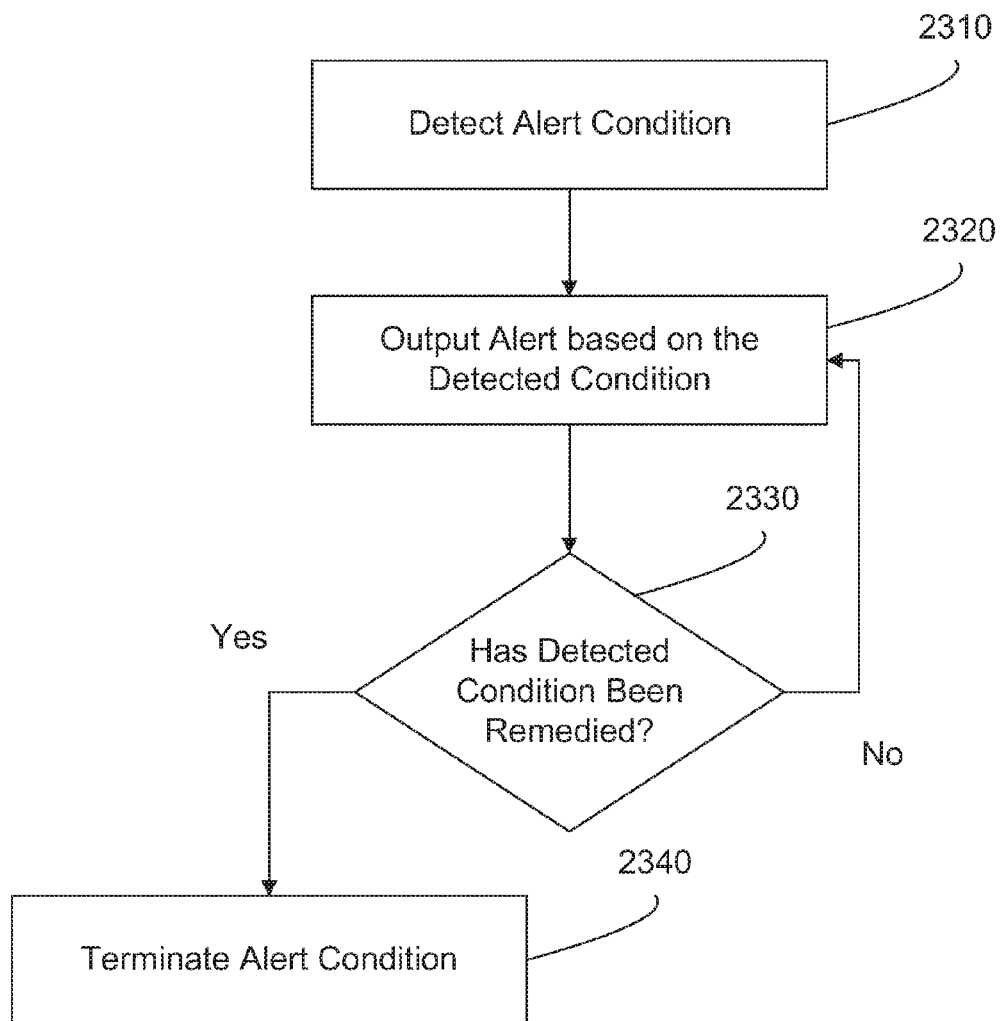 2310
Detect Alert Condition
2320
Output Alert based on the
Detected Condition
2330
Yes
Has Detected
Condition Been
Remedied?
No
2340
Terminate Alert Condition